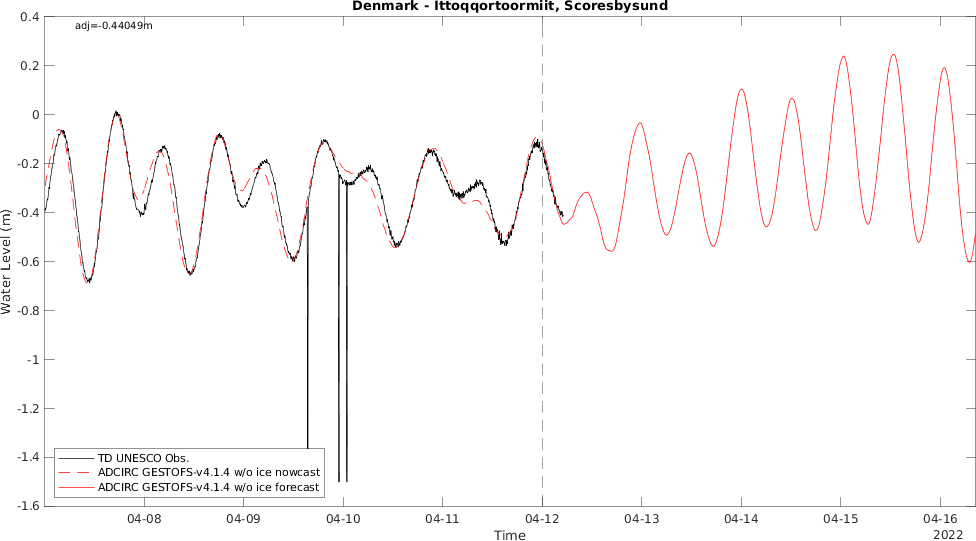 Denmark - Ittoqqortoormiit, Scoresbysund
adj=-0.44049m
0.4
0.2
0
-0.2
-0.4
-0.6
-0.8
-1
-1.2
-1.4
-1.6
Water Level (m)
TD UNESCO Obs.
ADCIRC GESTOFS-v4.1.4 w/o ice nowcast
ADCIRC GESTOFS-v4.1.4 w/o ice forecast
04-08 04-09 04-10 04-11 04-12 04-13 04-14 04-15 04-16
Time
2022